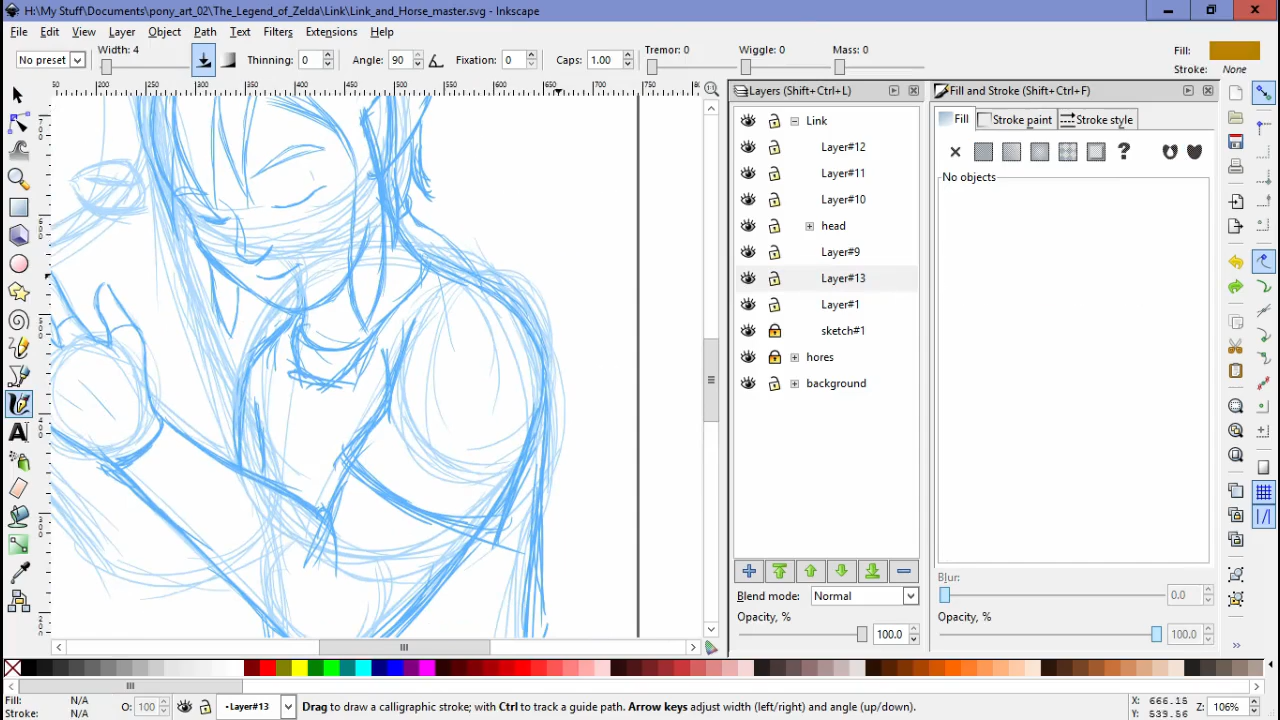 H:\My Stuff\Documents\pony_art_02\The_Legend_of_Zelda\Link\Link_and_Horse_master.svg - Inkscape
File Edit View Layer Object Path Text Filters Extensions Help
No preset Width: 4 Thinning: 0 Angle: 90 Fixation: 0 Caps: 1.00 Tremor: 0 Wiggle: 0 Mass: 0 Fill:
Stroke: None
Layers (Shift+Ctrl+L) Fill and Stroke (Shift+Ctrl+F)
Link
Fill Stroke paint Stroke style
Layer#12
Layer#11
No objects
Layer#10
head
Layer#9
Layer#13
Layer#1
sketch#1
hores
background
Blur:
0.0
Blend mode: Normal
Opacity, % Opacity, %
100.0 100.0
Fill: N/A
Stroke: N/A
O: 100
Layer#13
Drag to draw a calligraphic stroke; with Ctrl to track a guide path. Arrow keys adjust width (left/right) and angle (up/down).
X: 666.16
Y: 539.56
Z: 106%